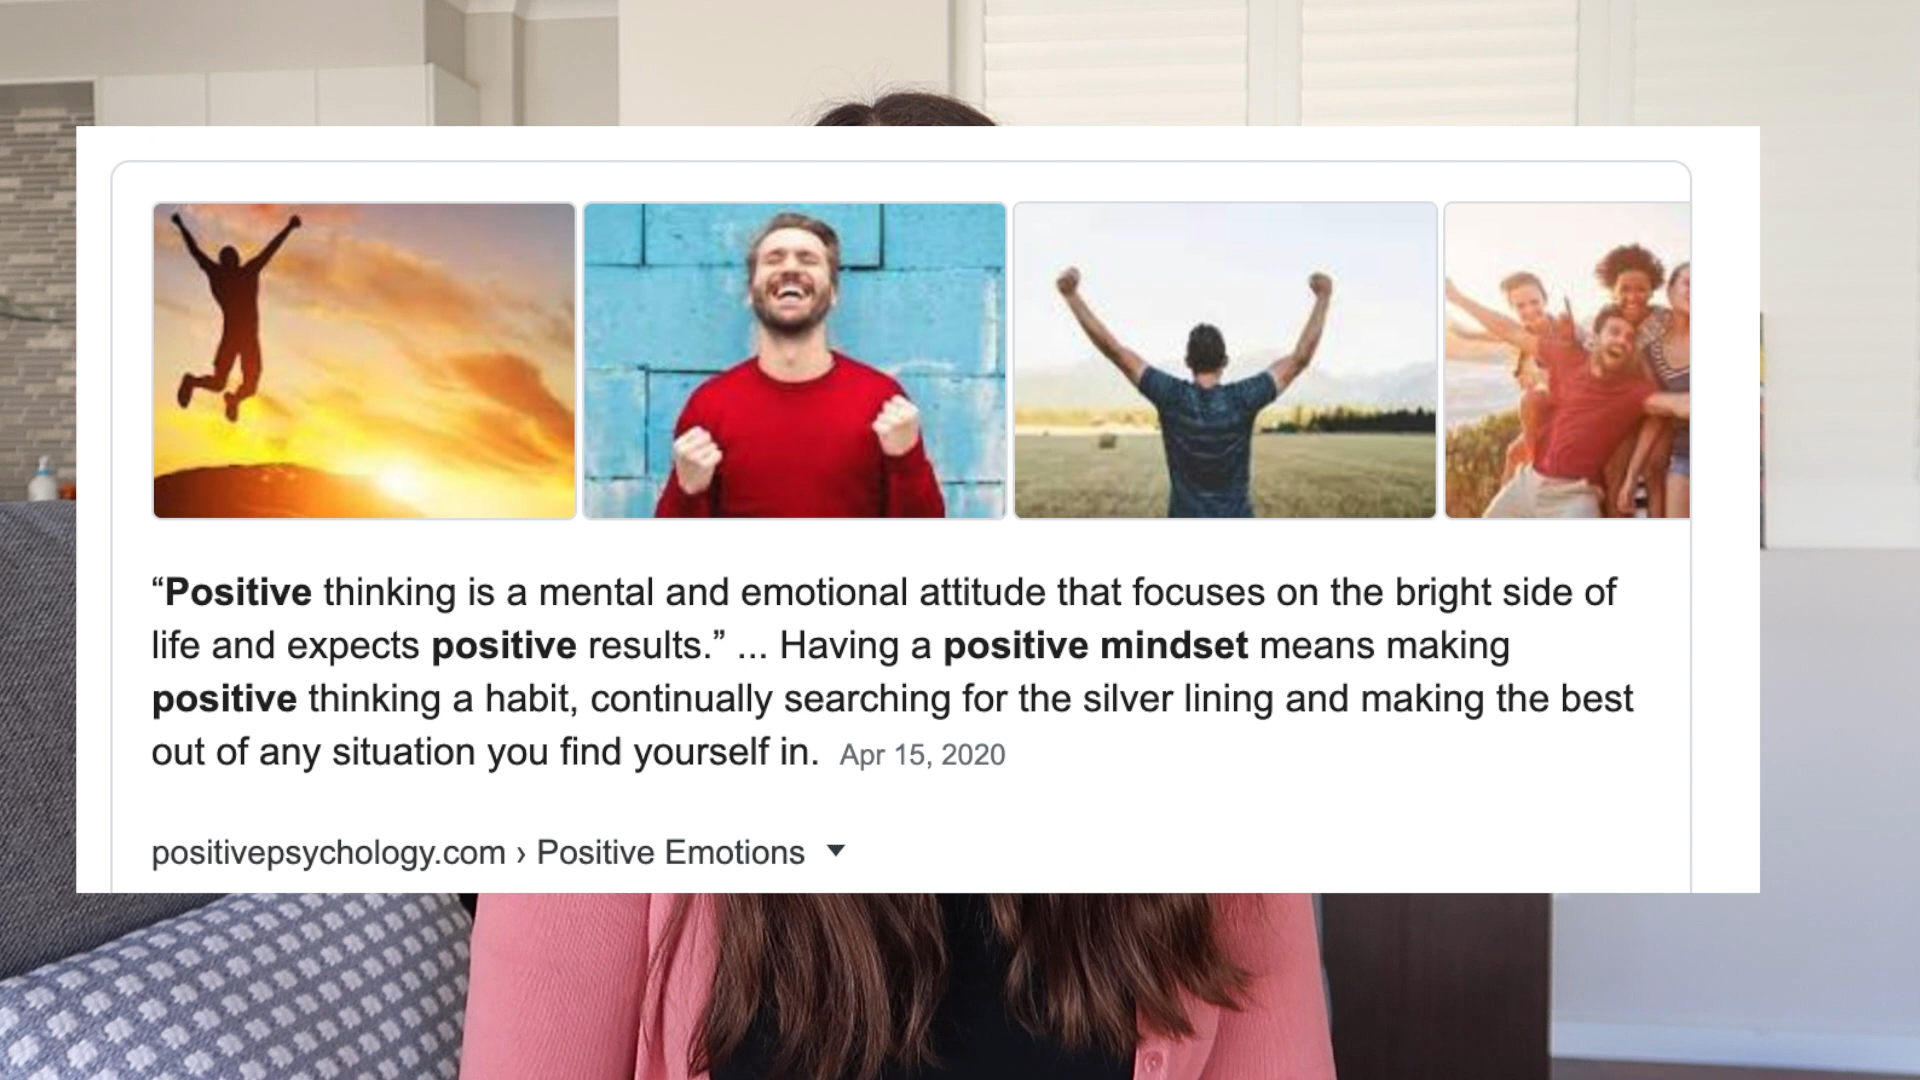 “Positive thinking is a mental and emotional attitude that focuses on the bright side of
life and expects positive results.” ... Having a positive mindset means making
positive thinking a habit, continually searching for the silver lining and making the best
out of any situation you find yourself in. Apr 15, 2020
positivepsychology.com › Positive Emotions